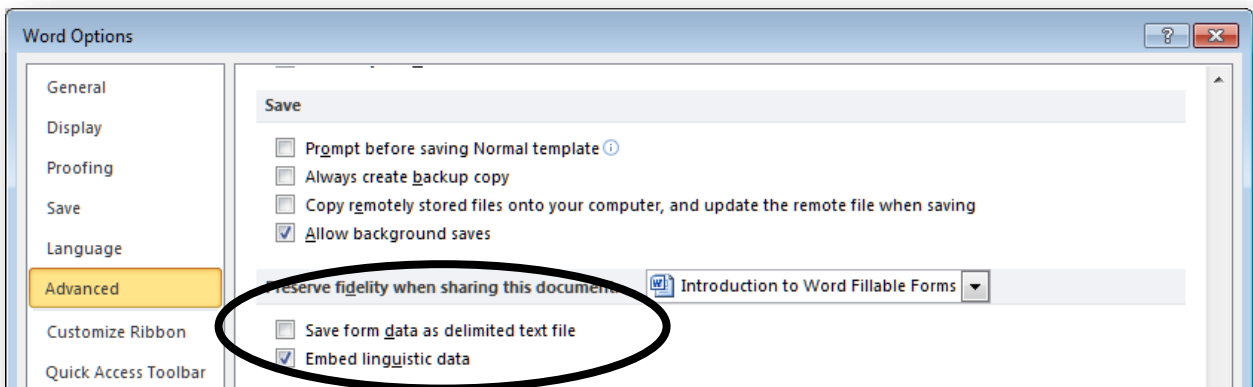 Word Options
General
Display
Proofing
Save
Language
Advanced
Customize Ribbon
Quick Access Toolbar
Save
Prompt before saving Normal template
Always create backup copy
Copy remotely stored files onto your computer, and update the remote file when saving
Allow background saves
Preserve fidelity when sharing this document: Introduction to Word Fillable Forms
Save form data as delimited text file
Embed linguistic data